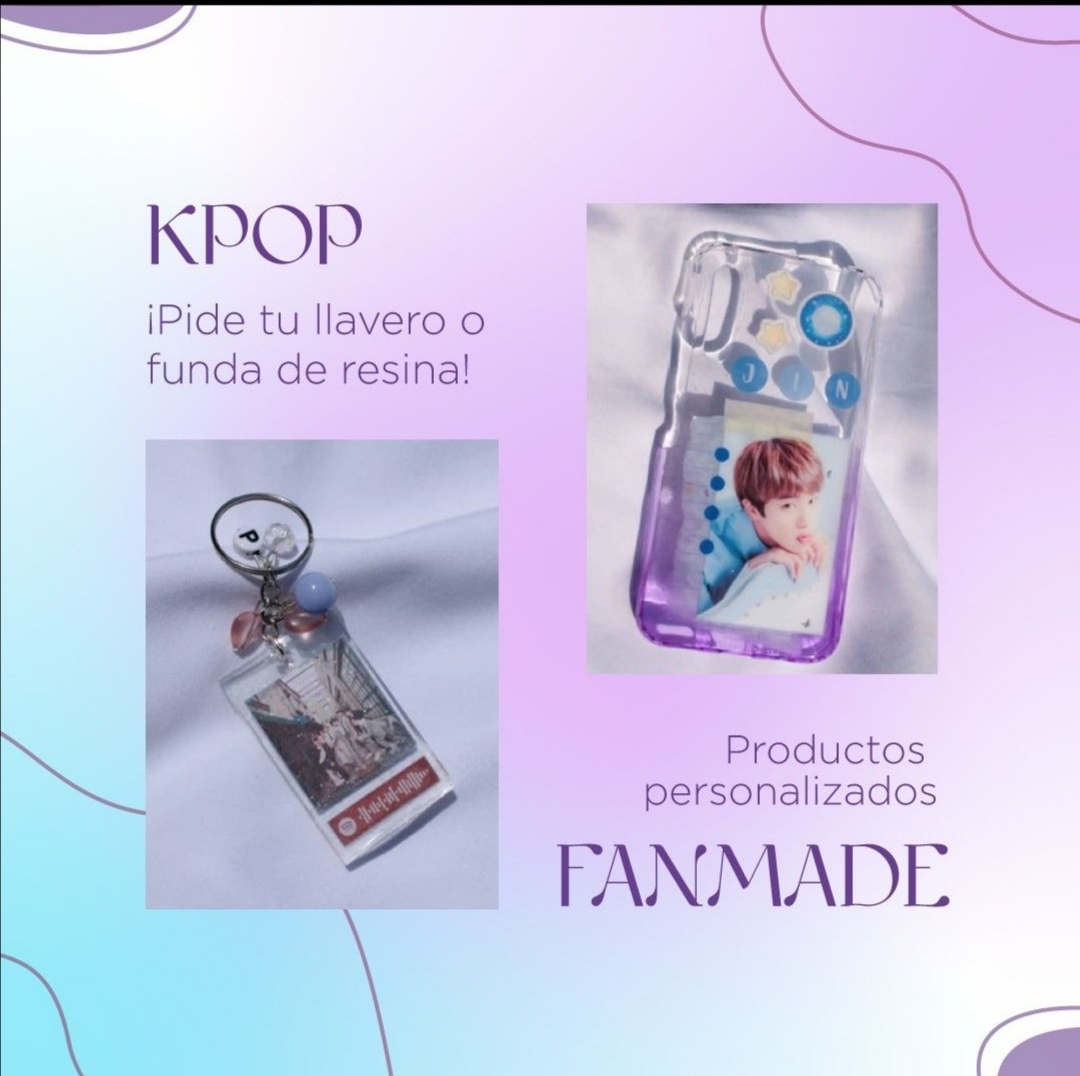 KPOP
¡Pide tu llavero o
funda de resina!
P
J I N
Productos
personalizados
FANMADE